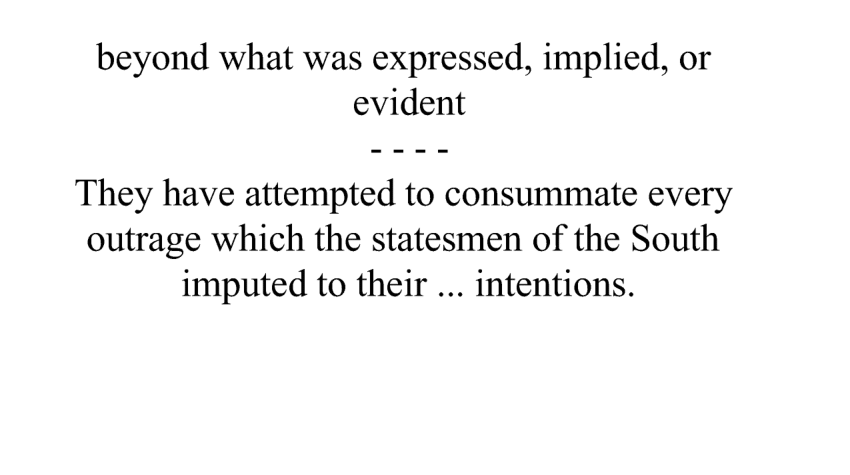 beyond what was expressed, implied, or
evident
- - - -
They have attempted to consummate every
outrage which the statesmen of the South
imputed to their ... intentions.